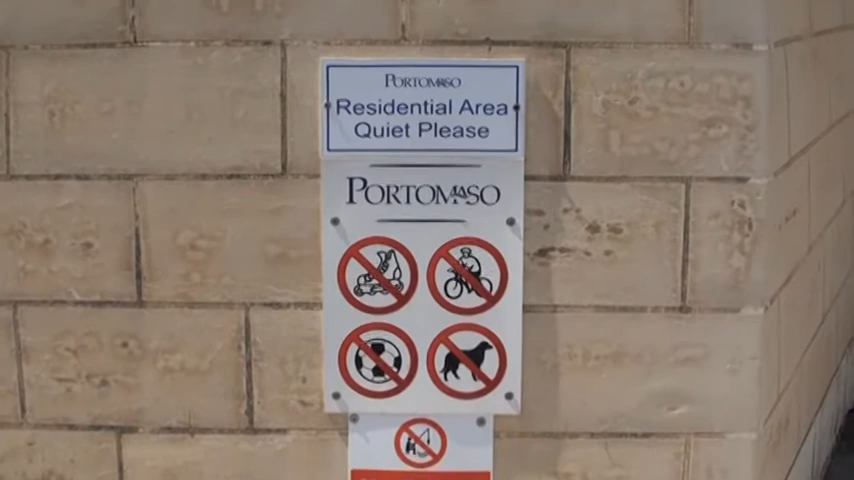 PORTOMASO
Residential Area
Quiet Please
PORTOMASO